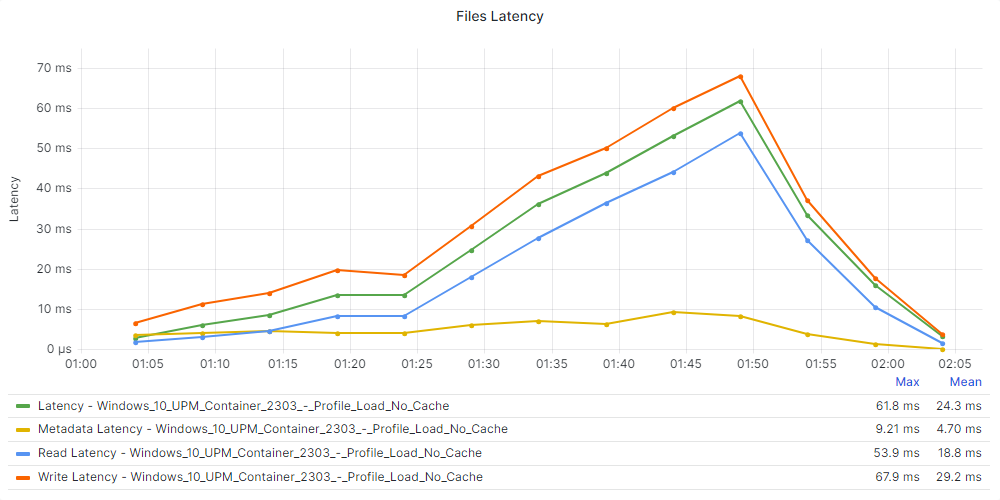 Files Latency
70 ms
60 ms
50 ms
40 ms
30 ms
20 ms
10 ms
0 µs
Latency
01:00 01:05 01:10 01:15 01:20 01:25 01:30 01:35 01:40 01:45 01:50 01:55 02:00 02:05
Max Mean
Latency - Windows_10_UPM_Container_2303_-_Profile_Load_No_Cache 61.8 ms 24.3 ms
Metadata Latency - Windows_10_UPM_Container_2303_-_Profile_Load_No_Cache 9.21 ms 4.70 ms
Read Latency - Windows_10_UPM_Container_2303_-_Profile_Load_No_Cache 53.9 ms 18.8 ms
Write Latency - Windows_10_UPM_Container_2303_-_Profile_Load_No_Cache 67.9 ms 29.2 ms